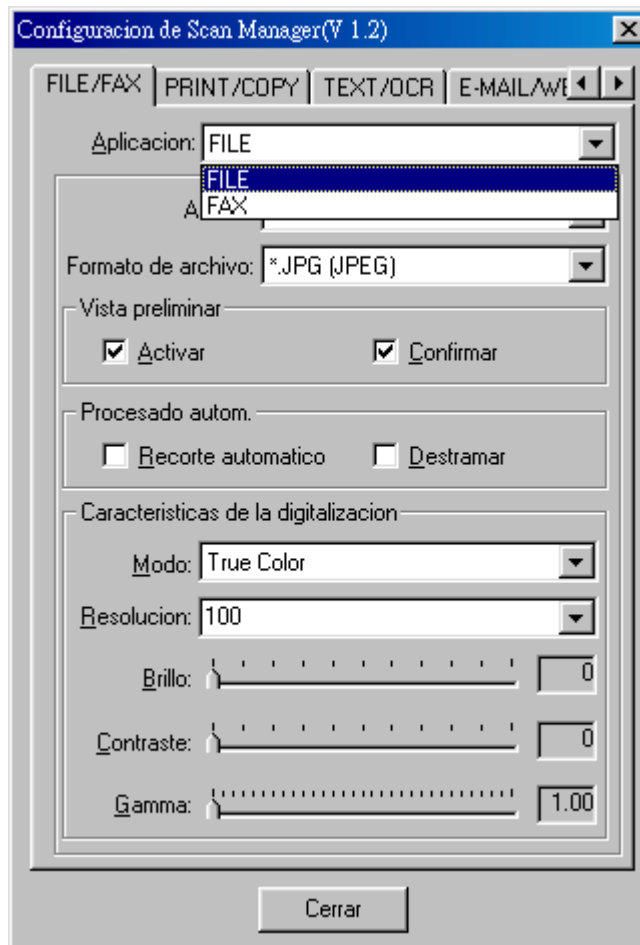 Configuracion de Scan Manager(V 1.2)
FILE/FAX PRINT/COPY TEXT/OCR
Aplicacion: FILE
FILE
FAX
Formato de archivo: *.JPG (JPEG)
Vista preliminar
Activar Confirmar
Procesado autom.
Recorte automatico Destramar
Caracteristicas de la digitalizacion
Modo: True Color
Resolucion: 100
Brillo: 0
Contraste: 0
Gamma: 1.00
Cerrar